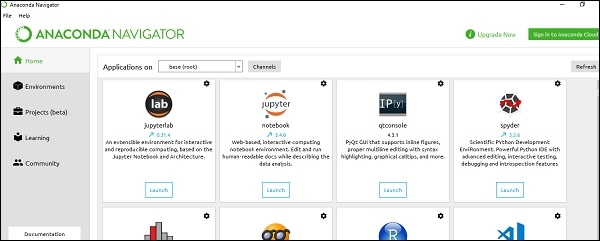 Anaconda Navigator
File Help
ANACONDA NAVIGATOR
Upgrade Now
Sign in to Anaconda Cloud
Home
Environments
Projects (beta)
Learning
Community
Documentation
Applications on base (root) Channels Refresh
lab
jupyterlab
0.31.4
An extensible environment for interactive
and reproducible computing, based on the
Jupyter Notebook and Architecture.
Launch
jupyter
notebook
5.4.0
Web-based, interactive computing
notebook environment. Edit and run
human-readable docs while describing the
data analysis.
Launch
IP[y]:
qtconsole
4.3.1
PyQt GUI that supports inline figures,
proper multiline editing with syntax
highlighting, graphical calltips, and more.
Launch
spyder
3.2.6
Scientific PYthon Development
EnviRonment. Powerful Python IDE with
advanced editing, interactive testing,
debugging and introspection features
Launch